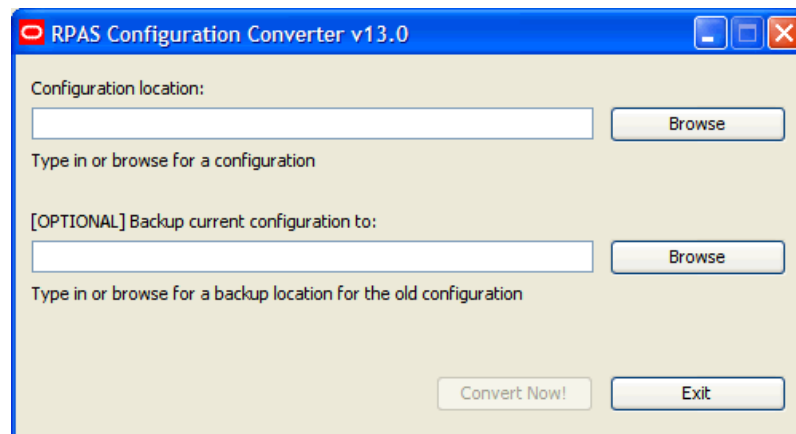 RPAS Configuration Converter v13.0
Configuration location:
Browse
Type in or browse for a configuration
[OPTIONAL] Backup current configuration to:
Browse
Type in or browse for a backup location for the old configuration
Convert Now! Exit